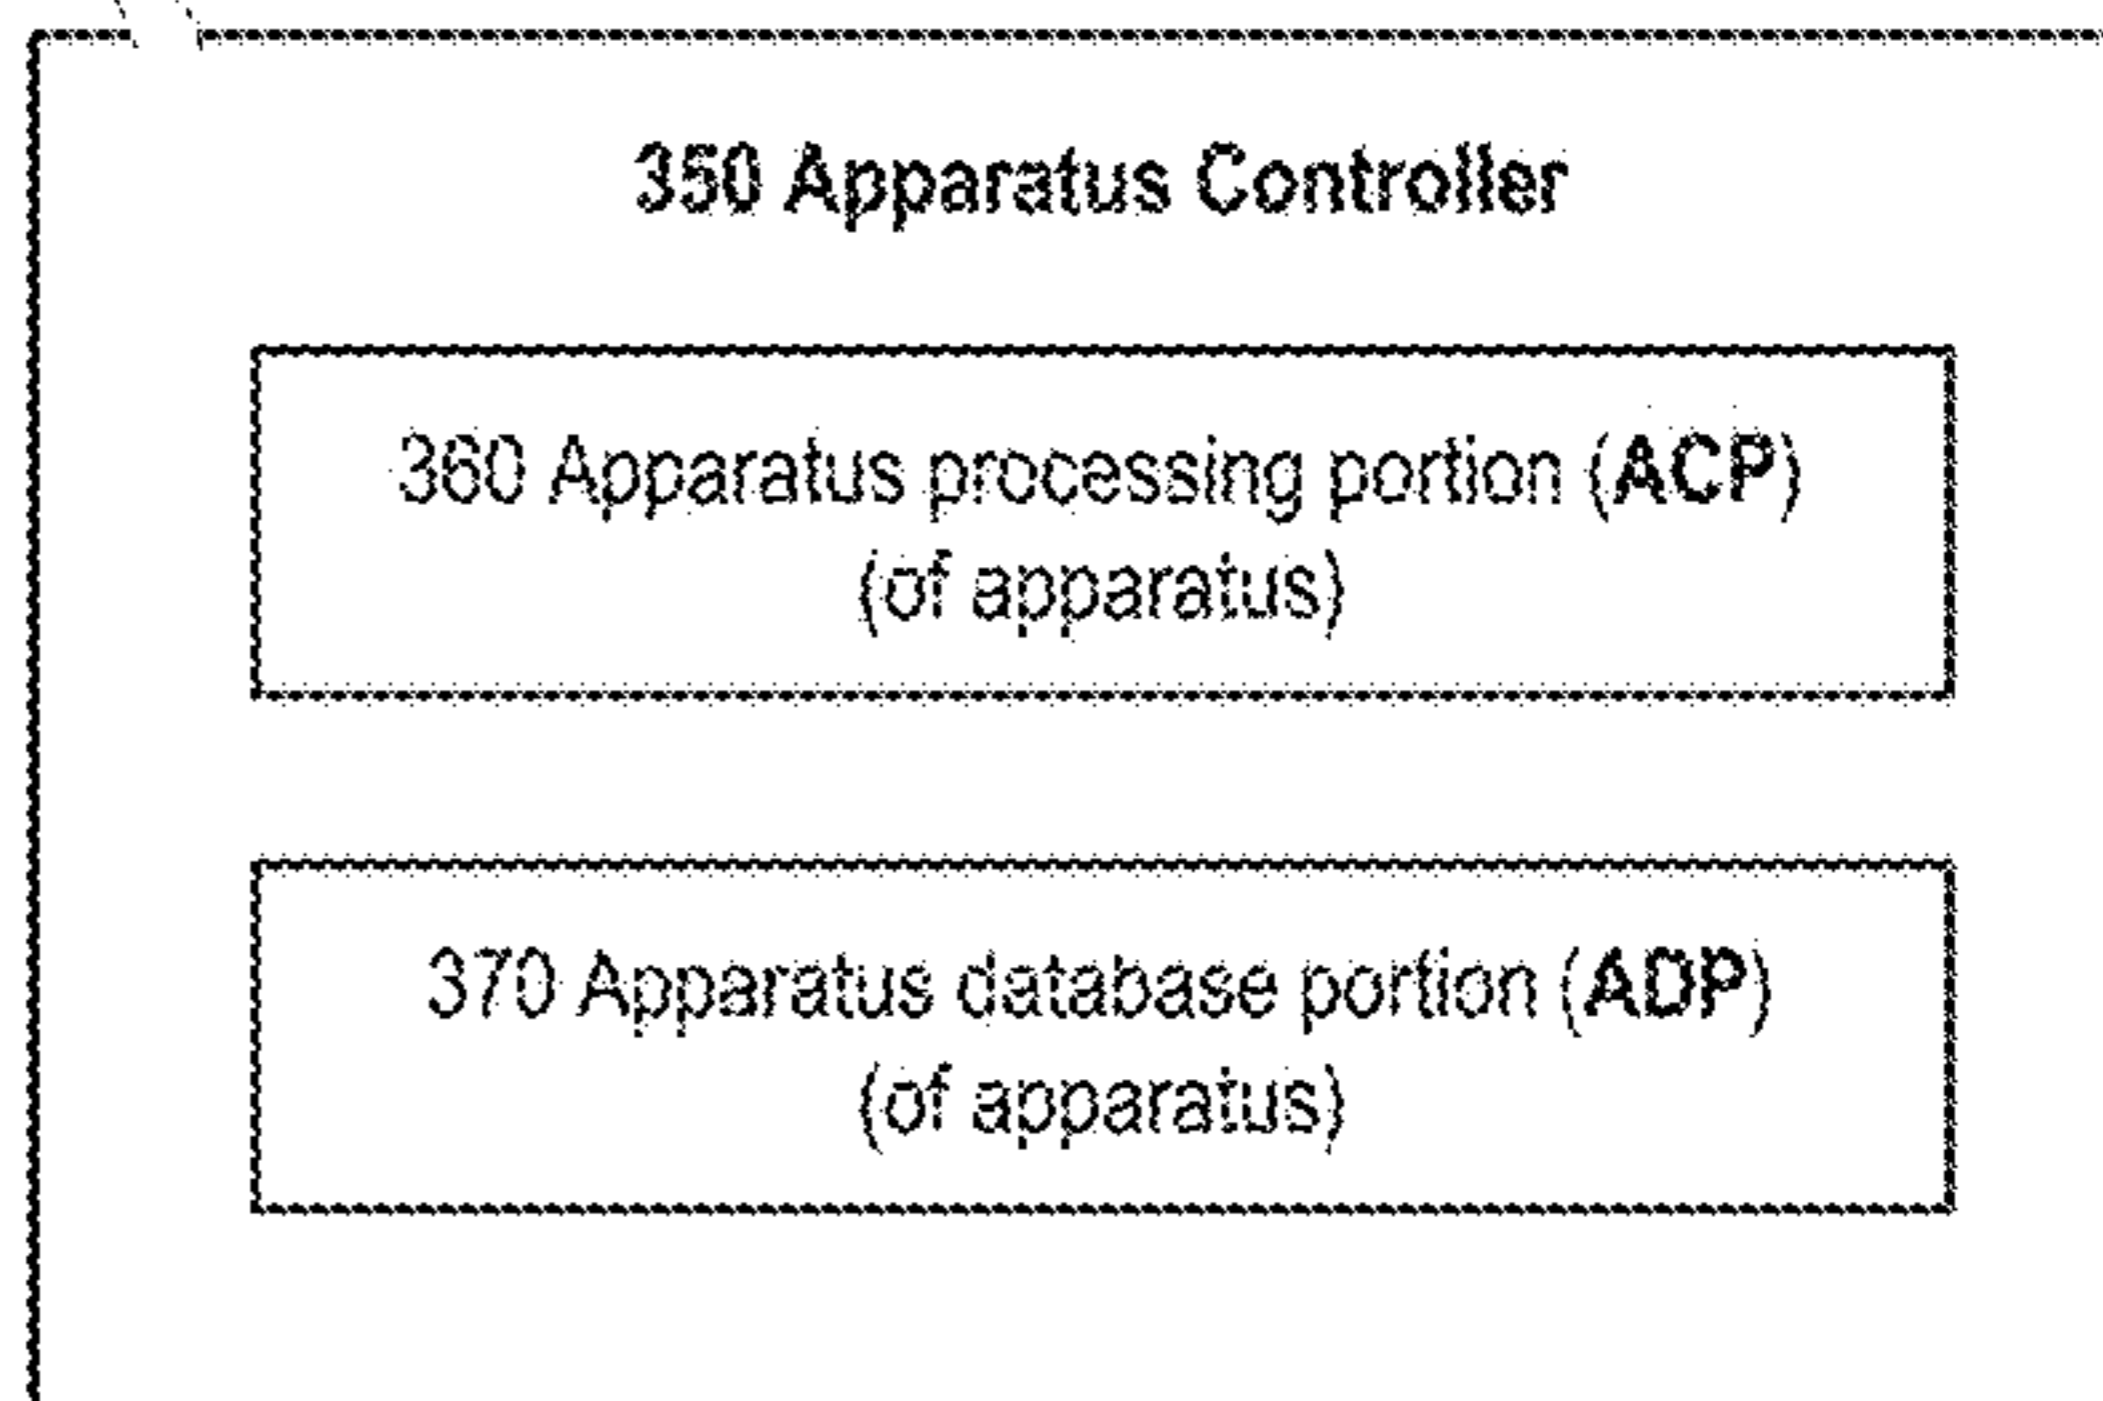 350 Apparatus Controller
360 Apparatus processing portion (ACP)
(of apparatus)
370 Apparatus database portion (ADP)
(of apparatus)